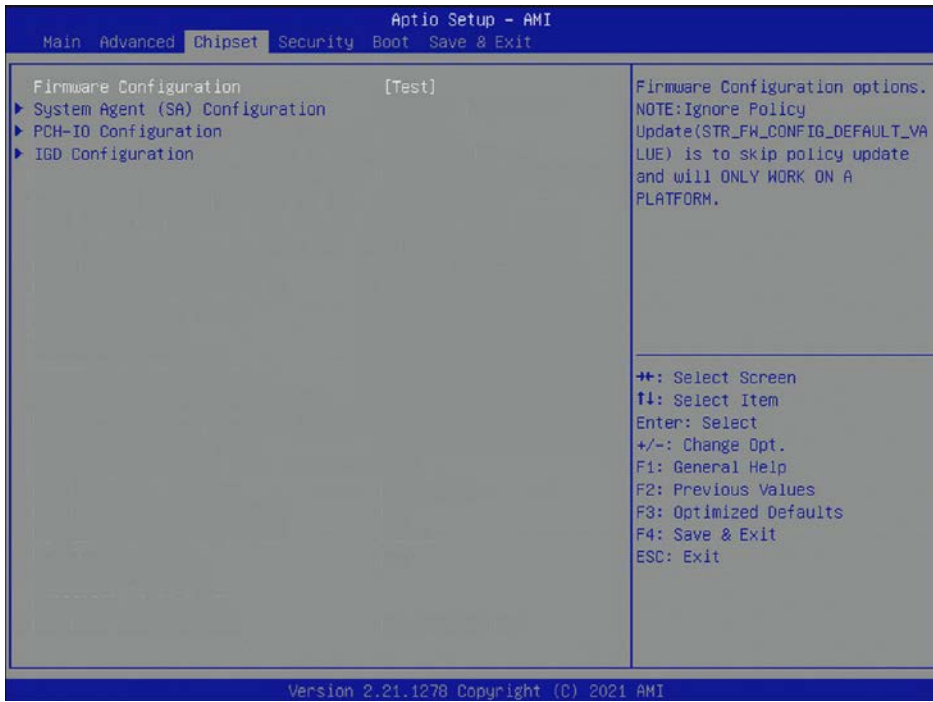 Aptio Setup - AMI
Main Advanced Chipset Security Boot Save & Exit
Firmware Configuration [Test]
▶ System Agent (SA) Configuration
▶ PCH-IO Configuration
▶ IGD Configuration
Firmware Configuration options.
NOTE:Ignore Policy
Update(STR_FW_CONFIG_DEFAULT_VA
LUE) is to skip policy update
and will ONLY WORK ON A
PLATFORM.
→←: Select Screen
↑↓: Select Item
Enter: Select
+/-: Change Opt.
F1: General Help
F2: Previous Values
F3: Optimized Defaults
F4: Save & Exit
ESC: Exit
Version 2.21.1278 Copyright (C) 2021 AMI